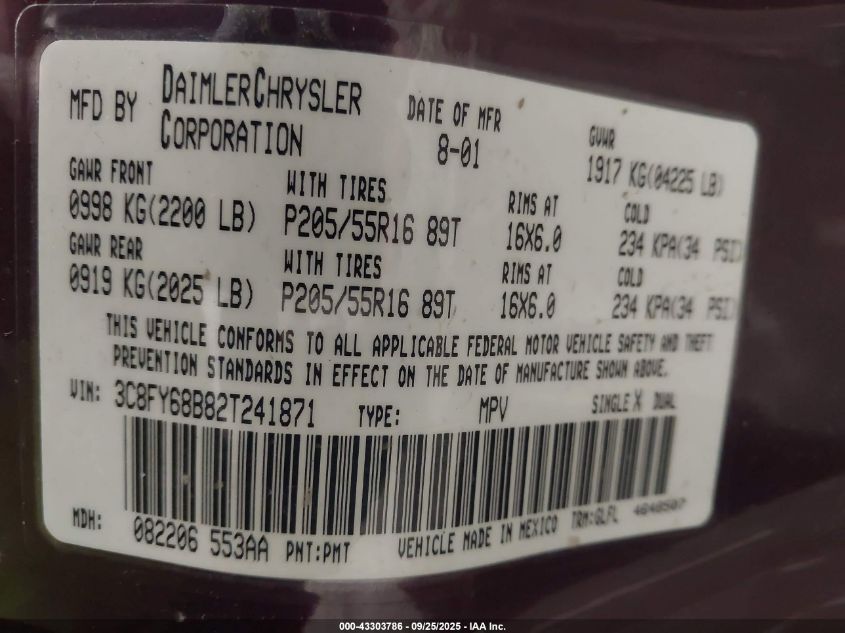 MFD BY DAIMLERCHRYSLER CORPORATION DATE OF MFR 8-01 GVWR 1917 KG(04225 LB)
GAWR FRONT WITH TIRES RIMS AT COLD
0998 KG(2200 LB) P205/55R16 89T 16X6.0 234 KPA(34 PSI)
GAWR REAR WITH TIRES RIMS AT COLD
0919 KG(2025 LB) P205/55R16 89T 16X6.0 234 KPA(34 PSI)
THIS VEHICLE CONFORMS TO ALL APPLICABLE FEDERAL MOTOR VEHICLE SAFETY AND THEFT
PREVENTION STANDARDS IN EFFECT ON THE DATE OF MANUFACTURE SHOWN ABOVE.
VIN: 3C8FY68B82T241871 TYPE: MPV SINGLE X DUAL
MDH: 082206 553AA PNT:PMT VEHICLE MADE IN MEXICO TRM:GLFL
000-43303786 - 09/25/2025 - IAA Inc.